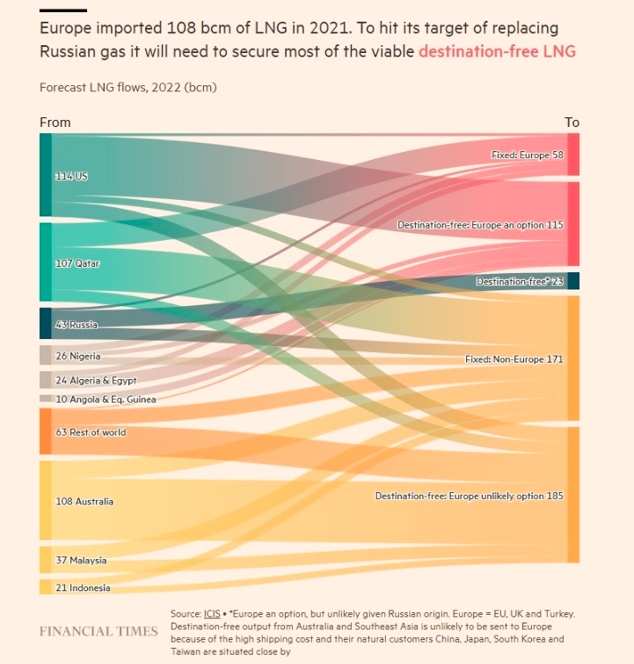 Europe imported 108 bcm of LNG in 2021. To hit its target of replacing
Russian gas it will need to secure most of the viable destination-free LNG
Forecast LNG flows, 2022 (bcm)
From
To
114 US
107 Qatar
43 Russia
26 Nigeria
24 Algeria & Egypt
10 Angola & Eq. Guinea
63 Rest of world
108 Australia
37 Malaysia
21 Indonesia
Fixed: Europe 58
Destination-free: Europe an option 115
Destination-free* 23
Fixed: Non-Europe 171
Destination-free: Europe unlikely option 185
FINANCIAL TIMES
Source: ICIS • *Europe an option, but unlikely given Russian origin. Europe = EU, UK and Turkey.
Destination-free output from Australia and Southeast Asia is unlikely to be sent to Europe
because of the high shipping cost and their natural customers China, Japan, South Korea and
Taiwan are situated close by